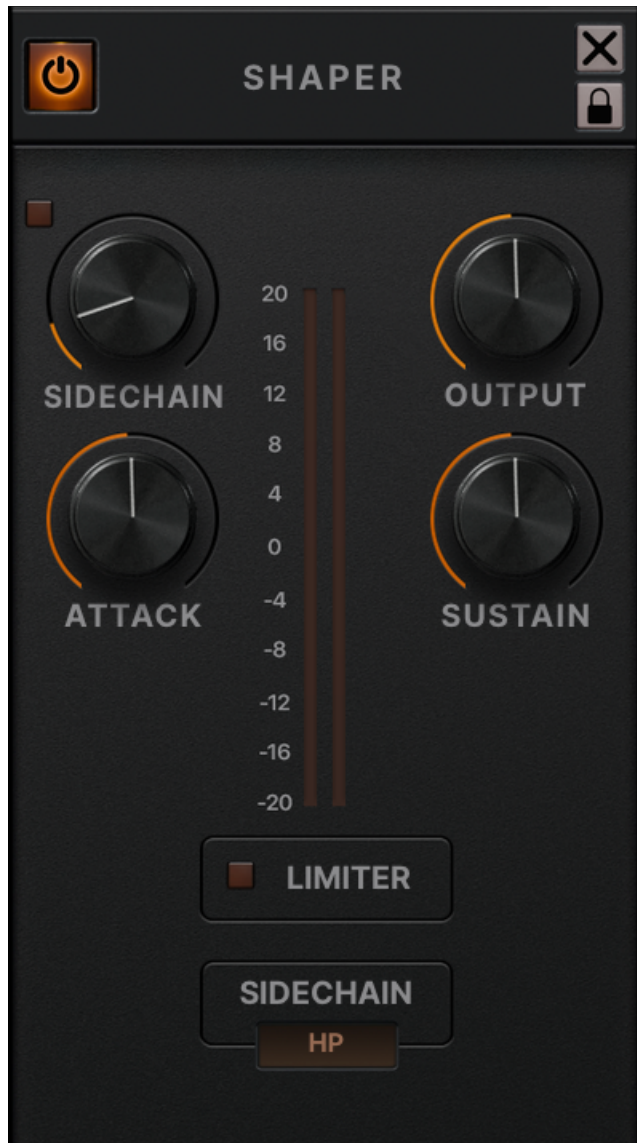 SHAPER
SIDECHAIN
OUTPUT
ATTACK
SUSTAIN
20
16
12
8
4
0
-4
-8
-12
-16
-20
LIMITER
SIDECHAIN
HP